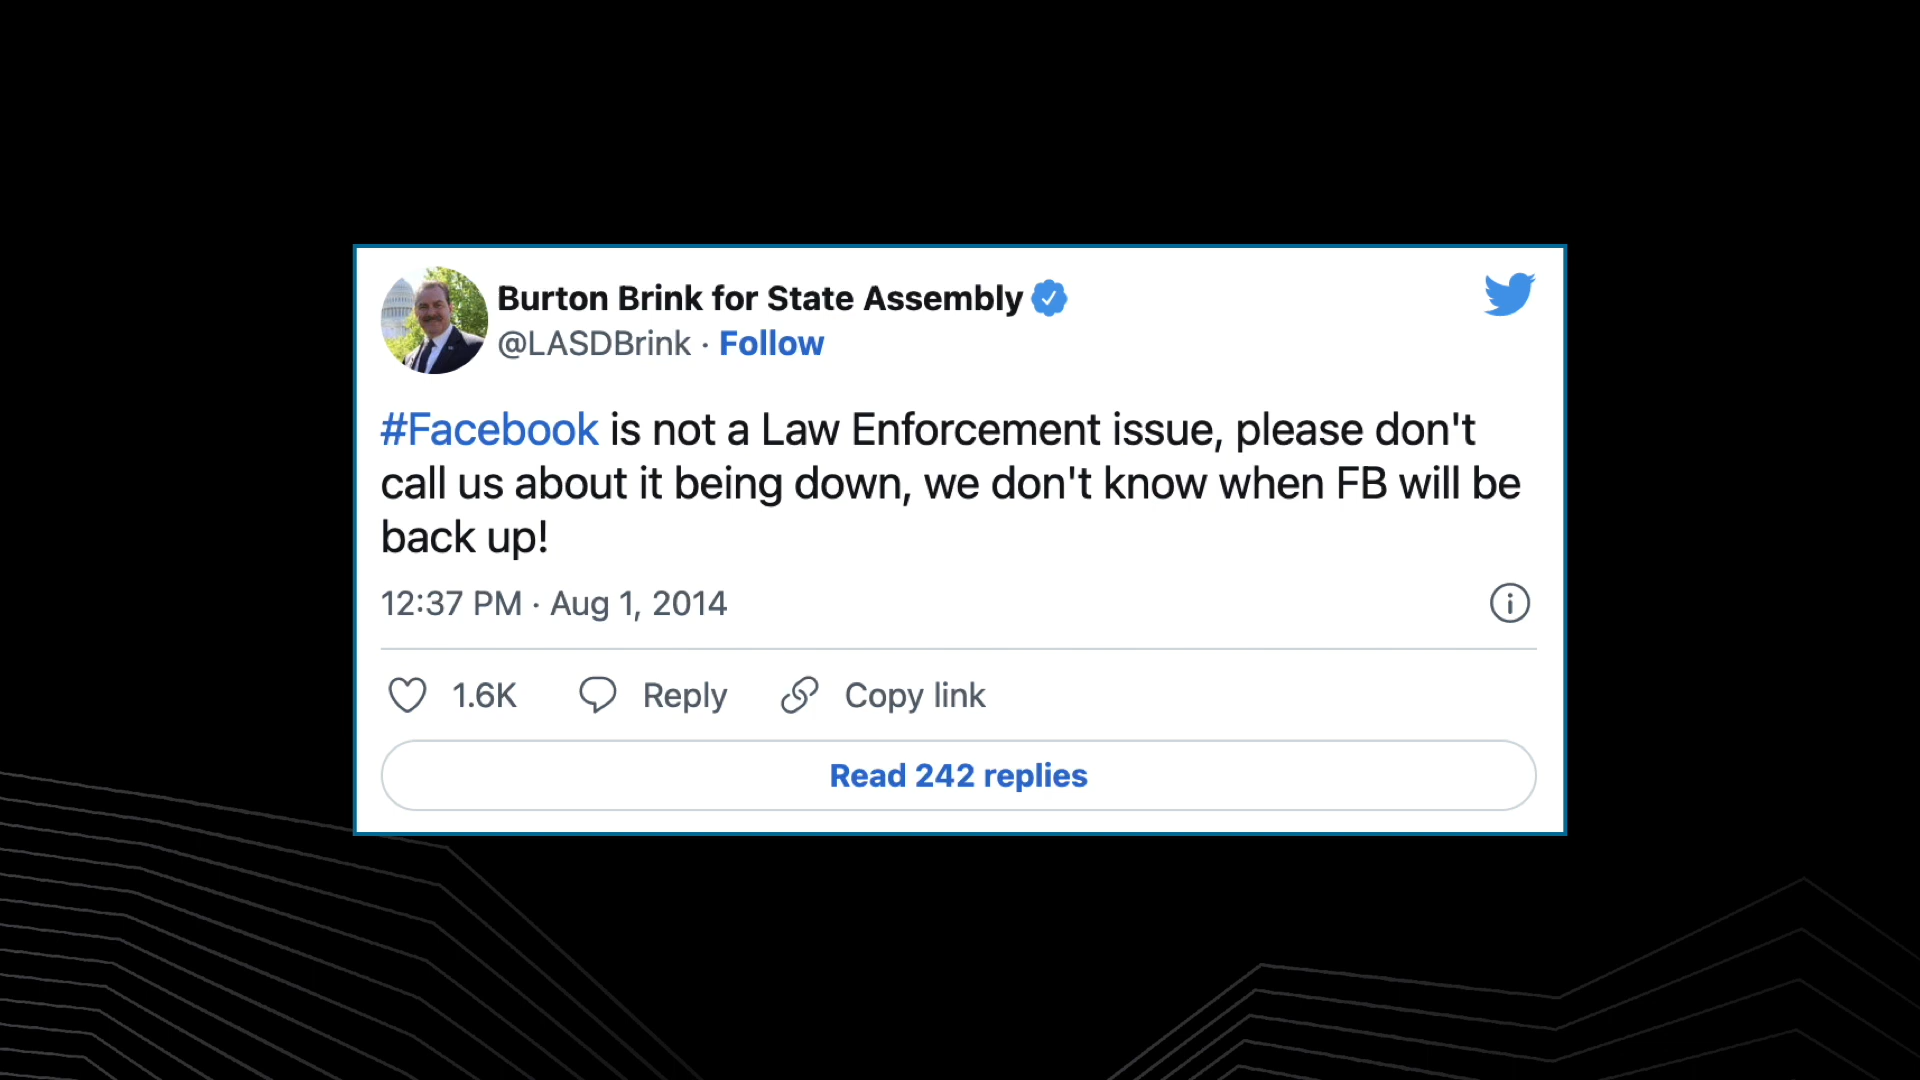 Burton Brink for State Assembly
@LASDBrink · Follow
#Facebook is not a Law Enforcement issue, please don't
call us about it being down, we don't know when FB will be
back up!
12:37 PM · Aug 1, 2014
1.6K Reply Copy link
Read 242 replies